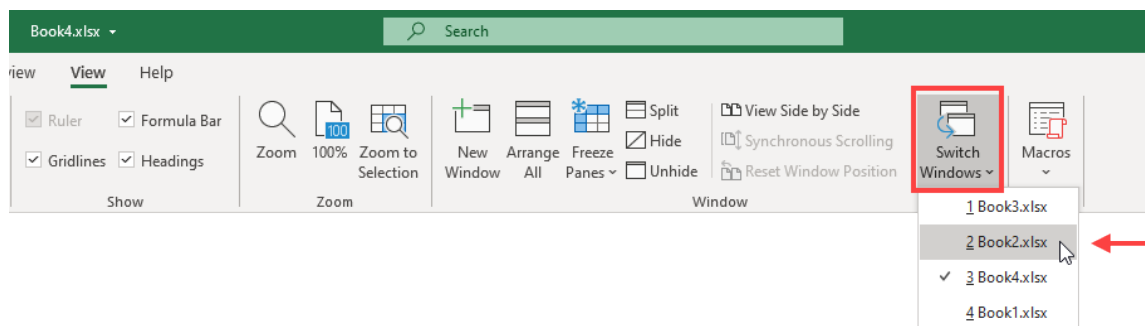 Book4.xlsx
Search
view View Help
Ruler Formula Bar
Gridlines Headings
Show
Zoom
100
100%
Zoom to
Selection
Zoom
New
Window
Arrange
All
Freeze
Panes
Split
Hide
Unhide
View Side by Side
Synchronous Scrolling
Reset Window Position
Window
Switch
Windows
Macros
1 Book3.xlsx
2 Book2.xlsx
3 Book4.xlsx
4 Book1.xlsx